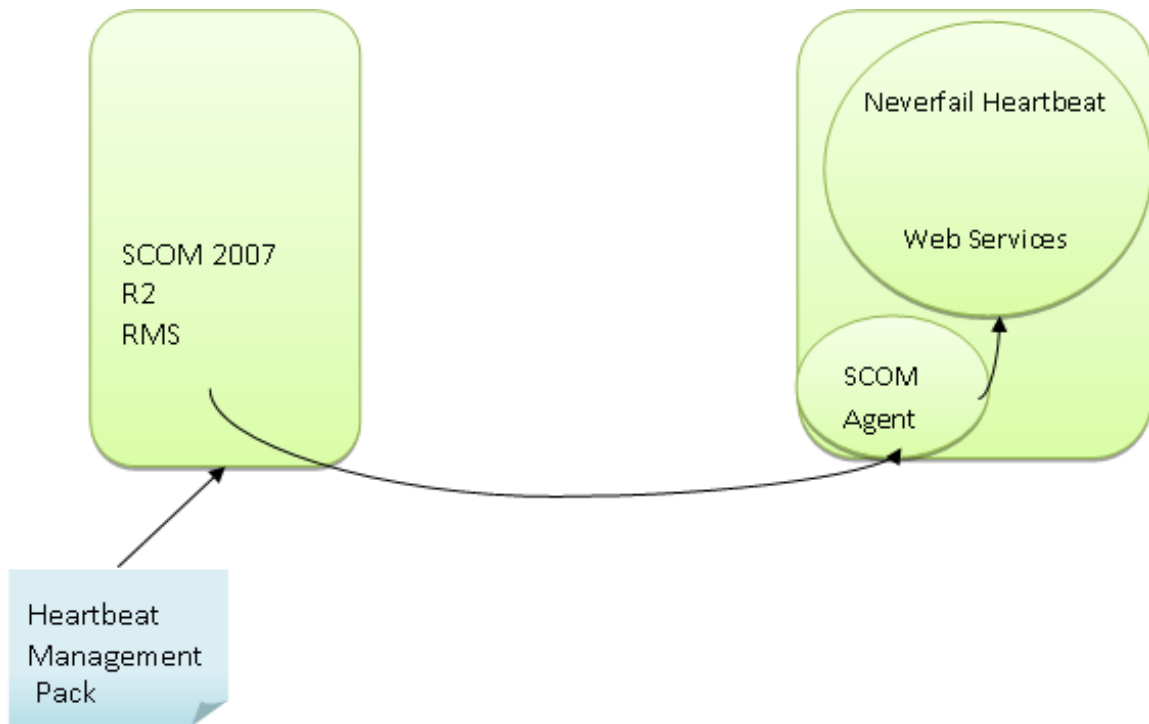 SCOM 2007
R2
RMS
Neverfail Heartbeat
Web Services
SCOM
Agent
Heartbeat
Management
Pack